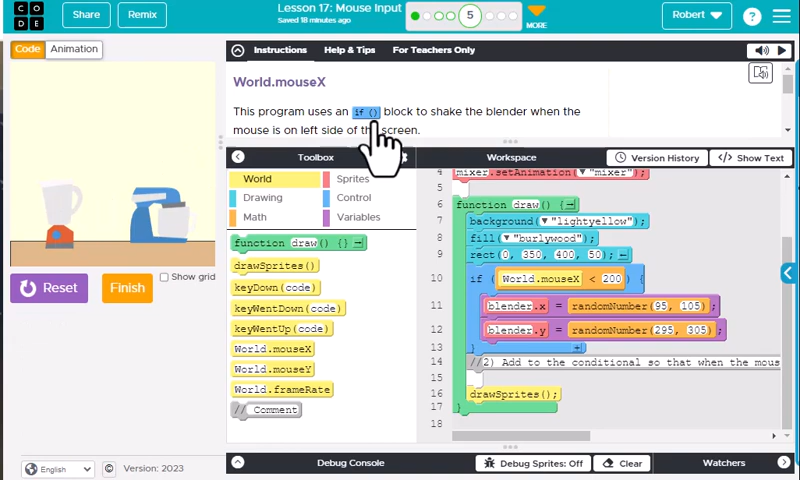 C O
D E
Share
Remix
Lesson 17: Mouse Input
Saved 18 minutes ago
5
MORE
Robert
?
Code
Animation
Instructions
Help & Tips
For Teachers Only
World.mouseX
This program uses an if () block to shake the blender when the
mouse is on left side of the screen.
Toolbox
Workspace
Version History
</> Show Text
World
Sprites
Drawing
Control
Math
Variables
function draw() {}
drawSprites()
keyDown(code)
keyWentDown(code)
keyWentUp(code)
World.mouseX
World.mouseY
World.frameRate
// Comment
4 mixer.setAnimation(▼"mixer");
5
6 function draw() {
7 background(▼"lightyellow");
8 fill(▼"burlywood");
9 rect(0, 350, 400, 50);
10 if (World.mouseX < 200) {
11 blender.x = randomNumber(95, 105);
12 blender.y = randomNumber(295, 305);
13 }
14 //2) Add to the conditional so that when the mous
15
16 drawSprites();
17 }
18
Reset
Finish
Show grid
English
© Version: 2023
Debug Console
Debug Sprites: Off
Clear
Watchers